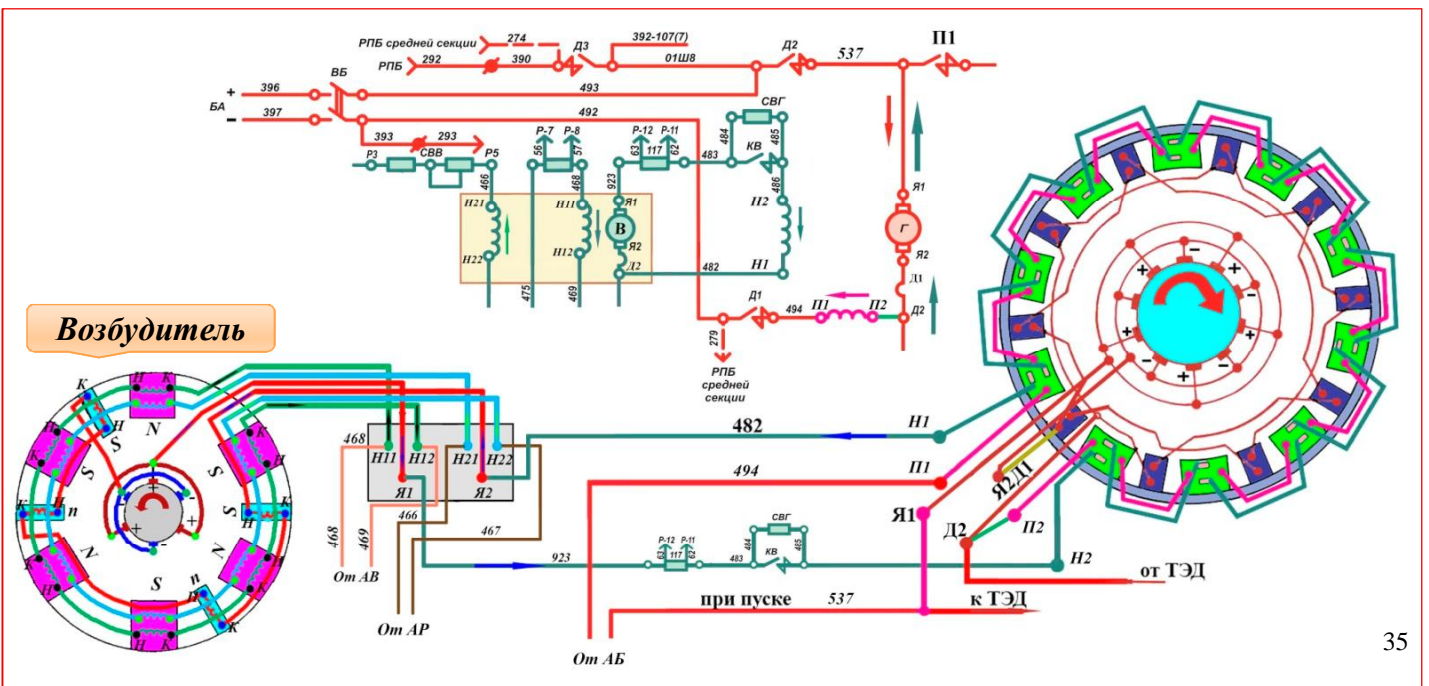 РПБ средней секции 274 Д3 392-107(7) Д2 537 П1
РПБ 292 390 01Ш8
+ 396 ВБ 493
БА
− 397 492
393 293
СВГ
484 485
КВ
Р-7 Р-8 Р-12 Р-11
56 57 63 117 62 483
Р3 СВВ Р5
466 468 923 486
Н21 Н11 Я1 П2 Я1
В Г
Н22 Н12 Я2 Я2
Д2 482 Н1 Д1
475 469 Д1 494 П1 П2 Д2
279
РПБ
средней
секции
Возбудитель
К Н К
Н N
К S S К
Н S Н
К Н n S Н К
N N
К n К
Н S n Н
Н К К
+ - - + + -
468 Н11 Н12 Н21 Н22
Я1 Я2
466
467
468 469
От АВ
От АР
482 Н1
494 П1
Я2Д1
Я1 Д2 П2
СВГ
484 485
Р-12 Р-11
923 63 117 62 483 КВ Н2
от ТЭД
при пуске 537 к ТЭД
От АБ
+ − + − + − + − + −
35